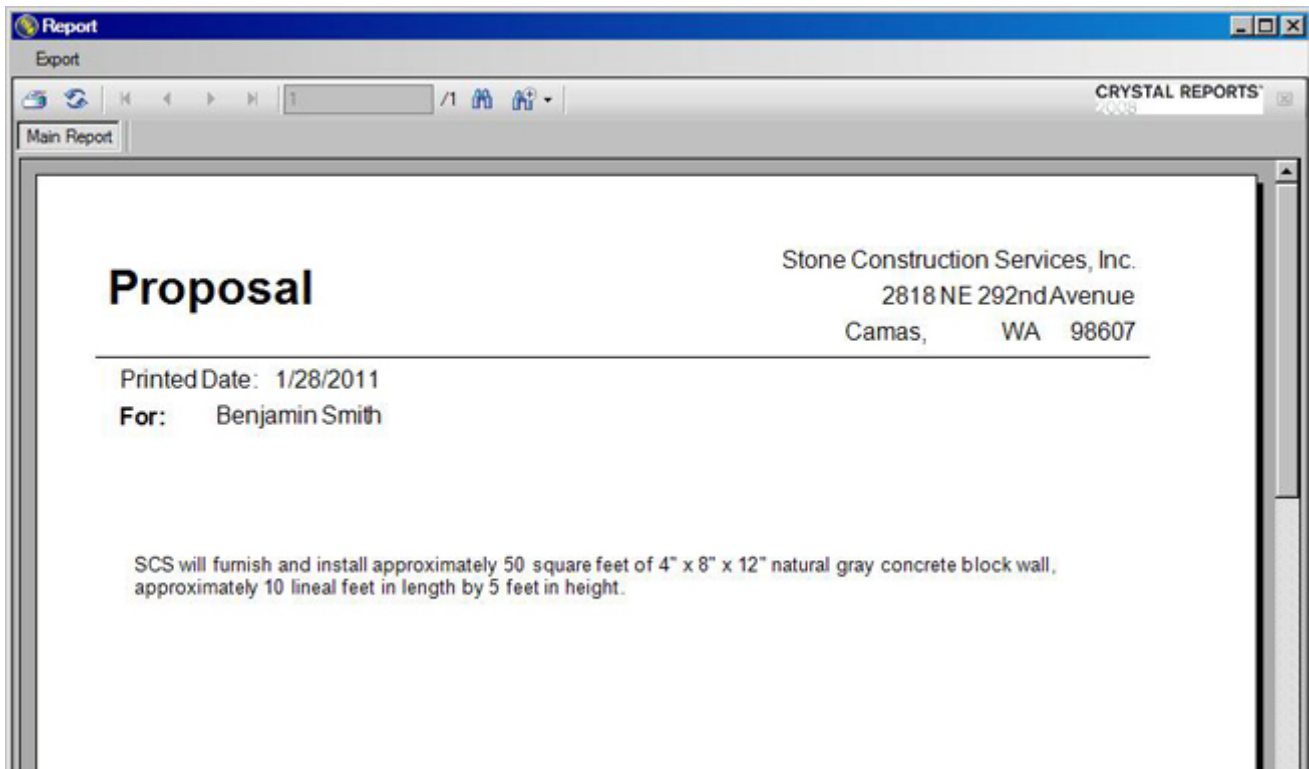 Report
Export
1 /1 CRYSTAL REPORTS
2008
Main Report
Stone Construction Services, Inc.
Proposal
2818 NE 292nd Avenue
Camas, WA 98607
Printed Date: 1/28/2011
For: Benjamin Smith
SCS will furnish and install approximately 50 square feet of 4" x 8" x 12" natural gray concrete block wall,
approximately 10 lineal feet in length by 5 feet in height.